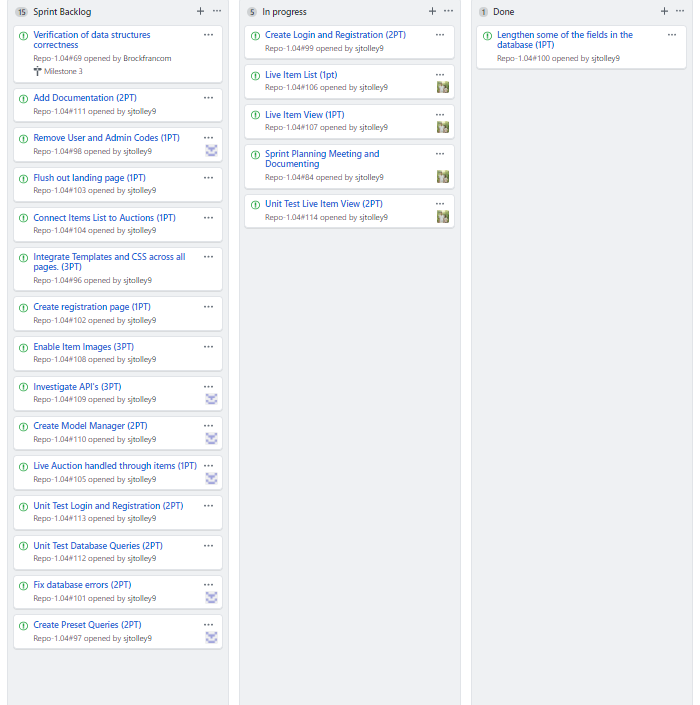 15 Sprint Backlog
Verification of data structures
correctness
Repo-1.04#69 opened by Brockfrancom
Milestone 3
Add Documentation (2PT)
Repo-1.04#111 opened by sjtolley9
Remove User and Admin Codes (1PT)
Repo-1.04#98 opened by sjtolley9
Flush out landing page (1PT)
Repo-1.04#103 opened by sjtolley9
Connect Items List to Auctions (1PT)
Repo-1.04#104 opened by sjtolley9
Integrate Templates and CSS across all
pages. (3PT)
Repo-1.04#96 opened by sjtolley9
Create registration page (1PT)
Repo-1.04#102 opened by sjtolley9
Enable Item Images (3PT)
Repo-1.04#108 opened by sjtolley9
Investigate API's (3PT)
Repo-1.04#109 opened by sjtolley9
Create Model Manager (2PT)
Repo-1.04#110 opened by sjtolley9
Live Auction handled through items (1PT)
Repo-1.04#105 opened by sjtolley9
Unit Test Login and Registration (2PT)
Repo-1.04#113 opened by sjtolley9
Unit Test Database Queries (2PT)
Repo-1.04#112 opened by sjtolley9
Fix database errors (2PT)
Repo-1.04#101 opened by sjtolley9
Create Preset Queries (2PT)
Repo-1.04#97 opened by sjtolley9
5 In progress
Create Login and Registration (2PT)
Repo-1.04#99 opened by sjtolley9
Live Item List (1pt)
Repo-1.04#106 opened by sjtolley9
Live Item View (1PT)
Repo-1.04#107 opened by sjtolley9
Sprint Planning Meeting and
Documenting
Repo-1.04#84 opened by sjtolley9
Unit Test Live Item View (2PT)
Repo-1.04#114 opened by sjtolley9
1 Done
Lengthen some of the fields in the
database (1PT)
Repo-1.04#100 opened by sjtolley9